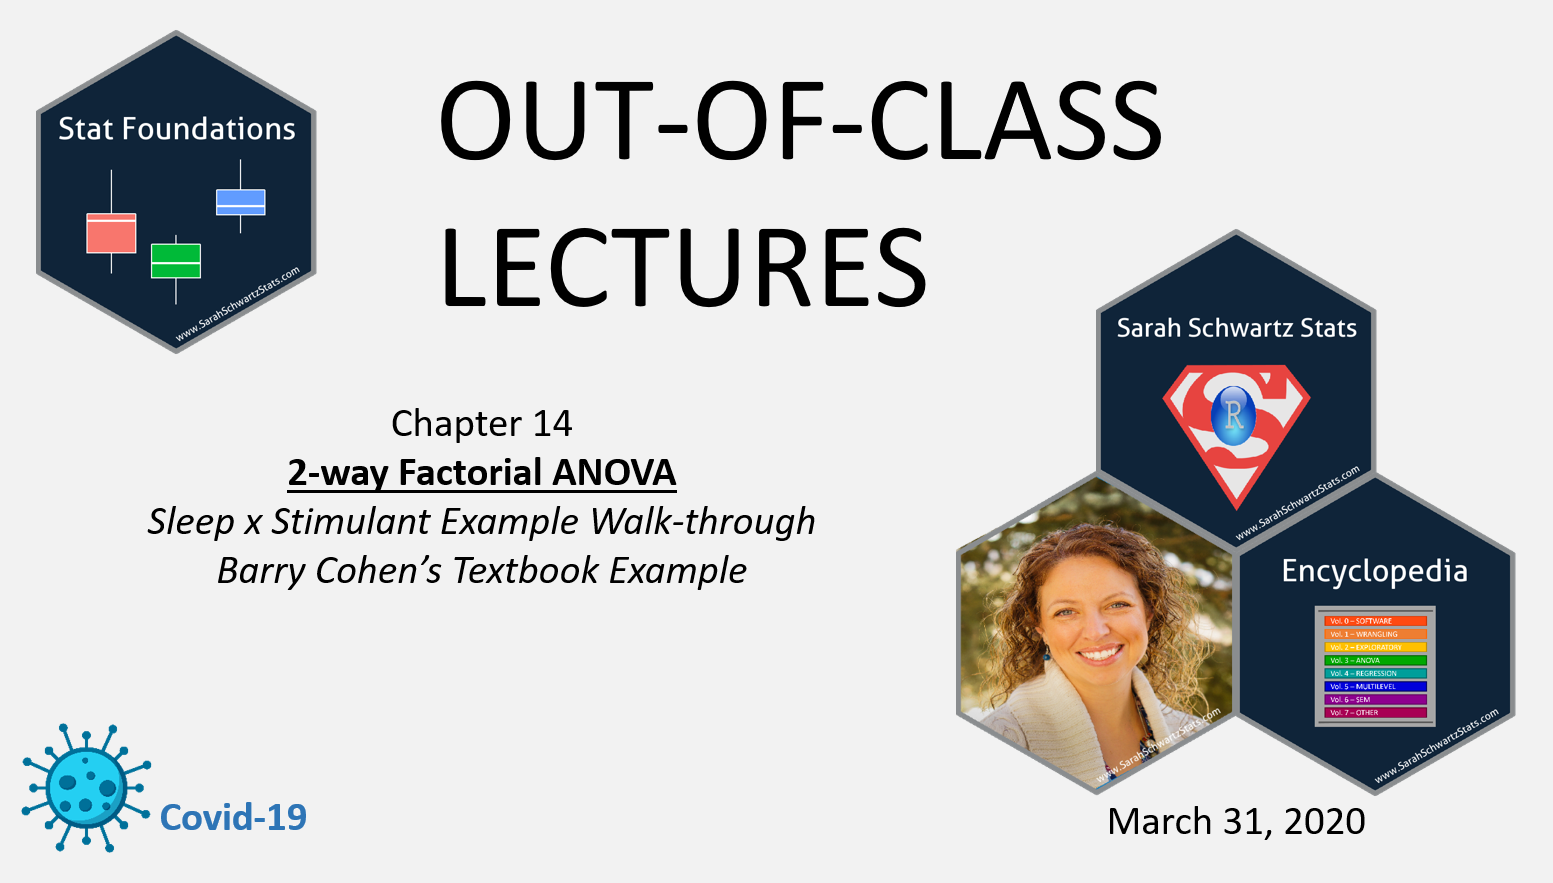 Stat Foundations
www.SarahSchwartzStats.com
OUT-OF-CLASS
LECTURES
Chapter 14
2-way Factorial ANOVA
Sleep x Stimulant Example Walk-through
Barry Cohen’s Textbook Example
Sarah Schwartz Stats
R
www.SarahSchwartzStats.com
www.SarahSchwartzStats.com
Encyclopedia
Vol. 0 – SOFTWARE
Vol. 1 – WRANGLING
Vol. 2 – EXPLORATORY
Vol. 3 – ANOVA
Vol. 4 – REGRESSION
Vol. 5 – MULTILEVEL
Vol. 6 – SEM
Vol. 7 – OTHER
www.SarahSchwartzStats.com
Covid-19
March 31, 2020